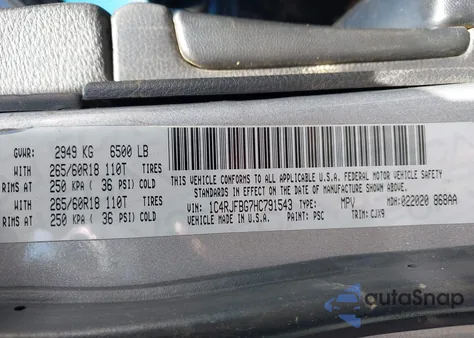 GVWR: 2949 KG 6500 LB
WITH 265/60R18 110T TIRES
RIMS AT 250 KPA ( 36 PSI) COLD
WITH 265/60R18 110T TIRES
RIMS AT 250 KPA ( 36 PSI) COLD
THIS VEHICLE CONFORMS TO ALL APPLICABLE U.S.A. FEDERAL MOTOR VEHICLE SAFETY
STANDARDS IN EFFECT ON THE DATE OF MANUFACTURE SHOWN ABOVE.
VIN: 1C4RJFBG7HC791543 TYPE: MPV MDH: 022020 868AA
VEHICLE MADE IN U.S.A. PAINT: PSC TRIM: CJX9
autoSnap